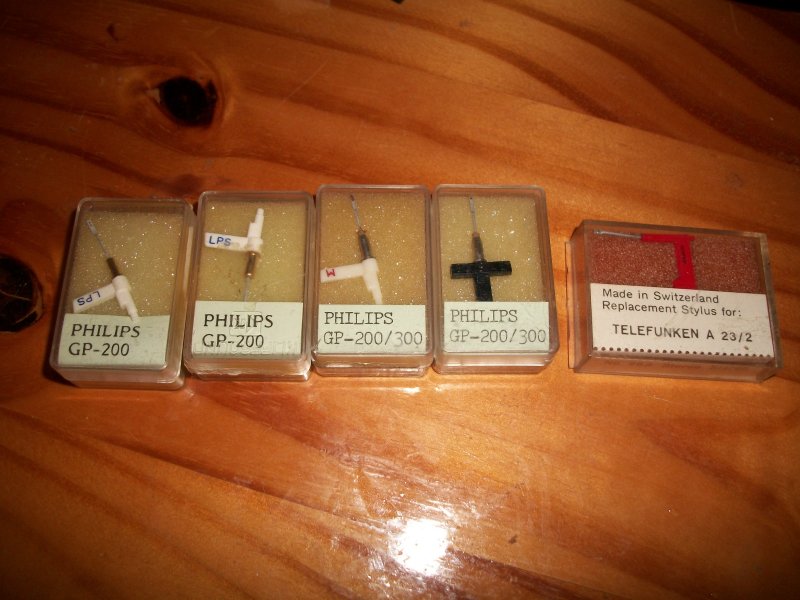 LPS
PHILIPS
GP-200
LPS
PHILIPS
GP-200
M
PHILIPS
GP-200/300
PHILIPS
GP-200/300
Made in Switzerland
Replacement Stylus for:
TELEFUNKEN A 23/2